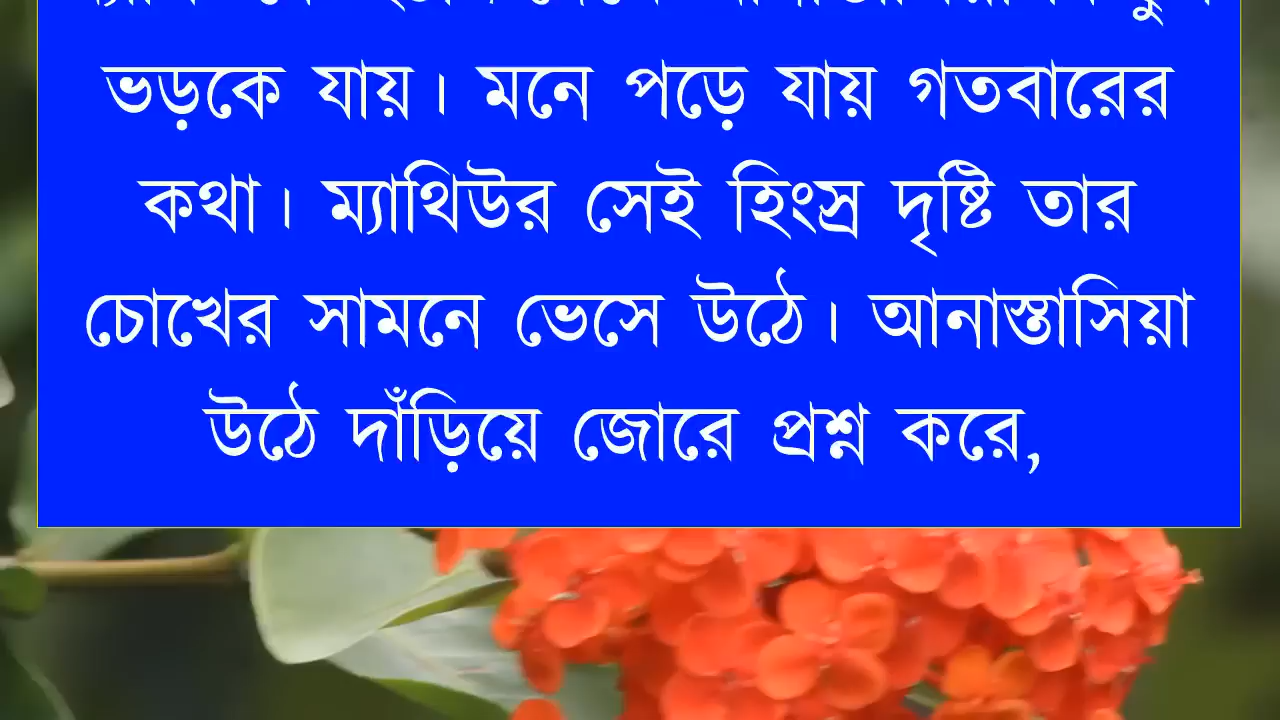 ভড়কে যায়। মনে পড়ে যায় গতবারের
কথা। ম্যাথিউর সেই হিংস্র দৃষ্টি তার
চোখের সামনে ভেসে উঠে। আনাস্তাসিয়া
উঠে দাঁড়িয়ে জোরে প্রশ্ন করে,